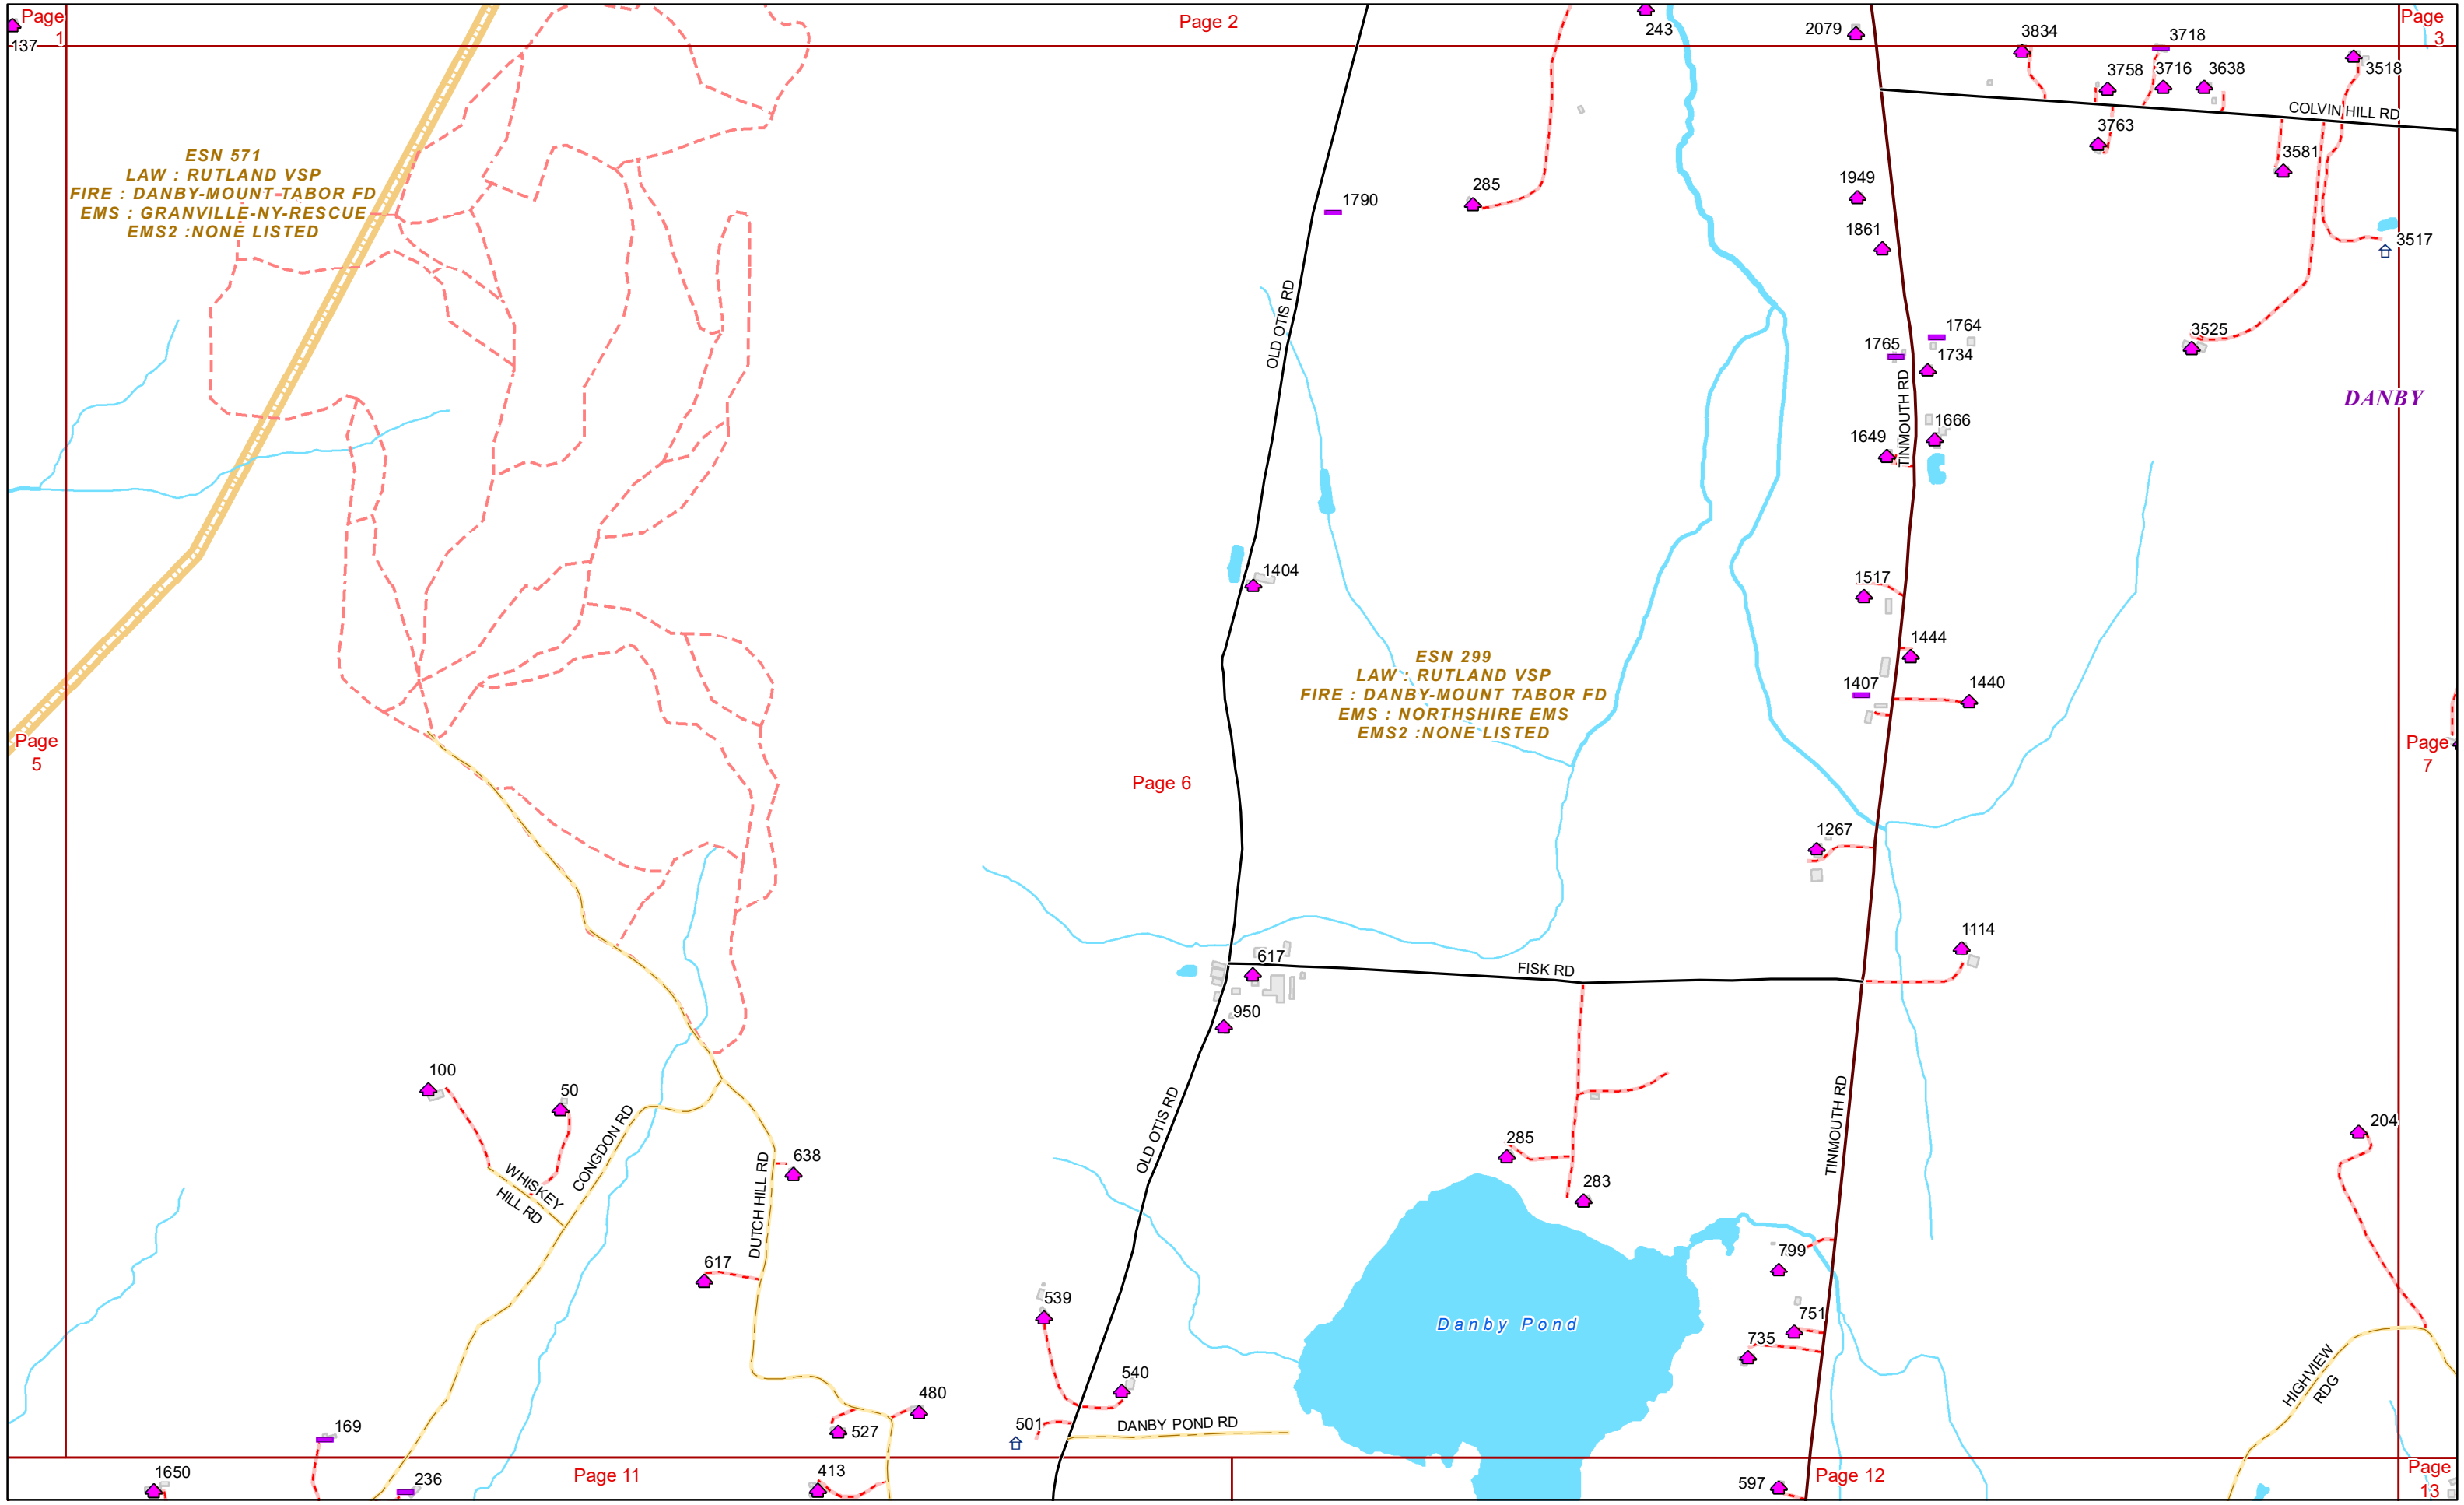 Page
1
Page 2
Page
3
137
243
2079
3834
3718
3758
3716
3638
3518
COLVIN HILL RD
3763
3581
3517
ESN 571
LAW : RUTLAND VSP
FIRE : DANBY-MOUNT-TABOR FD
EMS : GRANVILLE-NY-RESCUE
EMS2 :NONE LISTED
1790
285
1949
1861
OLD OTIS RD
1764
1765
1734
3525
TINMOUTH RD
DANBY
1666
1649
1404
1517
1444
1407
1440
ESN 299
LAW : RUTLAND VSP
FIRE : DANBY-MOUNT TABOR FD
EMS : NORTHSHIRE EMS
EMS2 :NONE LISTED
Page
5
Page 6
Page
7
1267
1114
617
FISK RD
950
100
50
CONGDON RD
WHISKEY
HILL RD
638
DUTCH HILL RD
617
OLD OTIS RD
TINMOUTH RD
285
283
204
799
751
735
Danby Pond
539
540
501
DANBY POND RD
480
527
HIGHVIEW
RDG
169
1650
236
Page 11
413
597
Page 12
Page
13